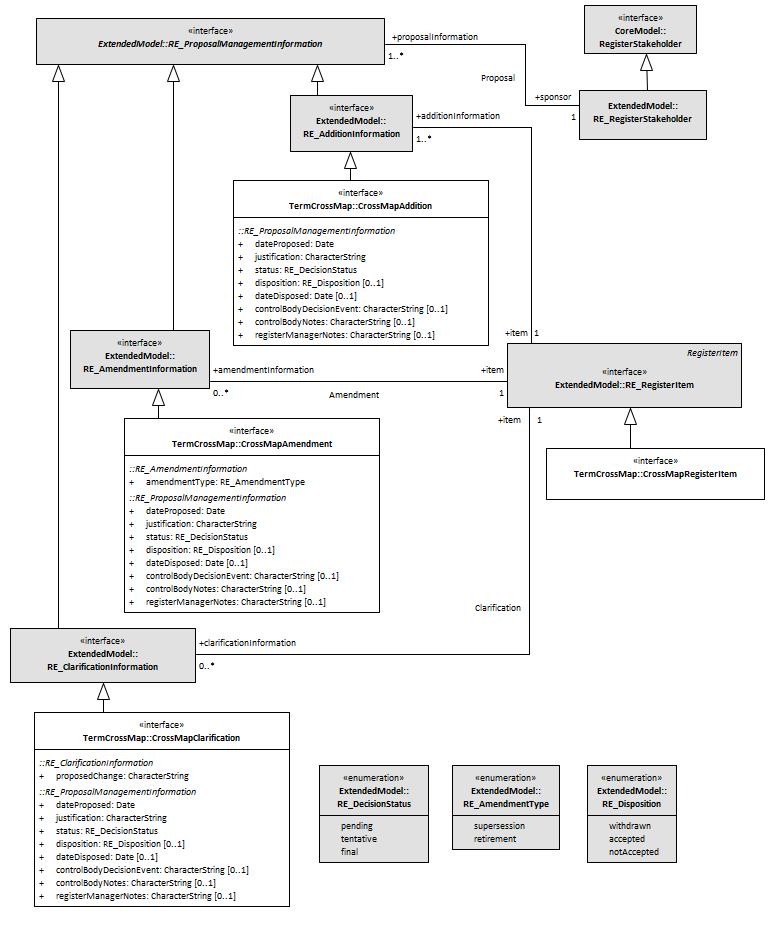 «interface»
ExtendedModel::RE_ProposalManagementInformation
+proposalInformation
1..*
Proposal
+sponsor
1
«interface»
CoreModel::
RegisterStakeholder
ExtendedModel::
RE_RegisterStakeholder
«interface»
ExtendedModel::
RE_AdditionInformation
+additionInformation
1..*
«interface»
TermCrossMap::CrossMapAddition
::RE_ProposalManagementInformation
+ dateProposed: Date
+ justification: CharacterString
+ status: RE_DecisionStatus
+ disposition: RE_Disposition [0..1]
+ dateDisposed: Date [0..1]
+ controlBodyDecisionEvent: CharacterString [0..1]
+ controlBodyNotes: CharacterString [0..1]
+ registerManagerNotes: CharacterString [0..1]
+item 1
«interface»
ExtendedModel::
RE_AmendmentInformation
+amendmentInformation
0..*
Amendment
+item
1
RegisterItem
«interface»
ExtendedModel::RE_RegisterItem
+item 1
«interface»
TermCrossMap::CrossMapRegisterItem
«interface»
TermCrossMap::CrossMapAmendment
::RE_AmendmentInformation
+ amendmentType: RE_AmendmentType
::RE_ProposalManagementInformation
+ dateProposed: Date
+ justification: CharacterString
+ status: RE_DecisionStatus
+ disposition: RE_Disposition [0..1]
+ dateDisposed: Date [0..1]
+ controlBodyDecisionEvent: CharacterString [0..1]
+ controlBodyNotes: CharacterString [0..1]
+ registerManagerNotes: CharacterString [0..1]
Clarification
«interface»
ExtendedModel::
RE_ClarificationInformation
+clarificationInformation
0..*
«interface»
TermCrossMap::CrossMapClarification
::RE_ClarificationInformation
+ proposedChange: CharacterString
::RE_ProposalManagementInformation
+ dateProposed: Date
+ justification: CharacterString
+ status: RE_DecisionStatus
+ disposition: RE_Disposition [0..1]
+ dateDisposed: Date [0..1]
+ controlBodyDecisionEvent: CharacterString [0..1]
+ controlBodyNotes: CharacterString [0..1]
+ registerManagerNotes: CharacterString [0..1]
«enumeration»
ExtendedModel::
RE_DecisionStatus
pending
tentative
final
«enumeration»
ExtendedModel::
RE_AmendmentType
supersession
retirement
«enumeration»
ExtendedModel::
RE_Disposition
withdrawn
accepted
notAccepted